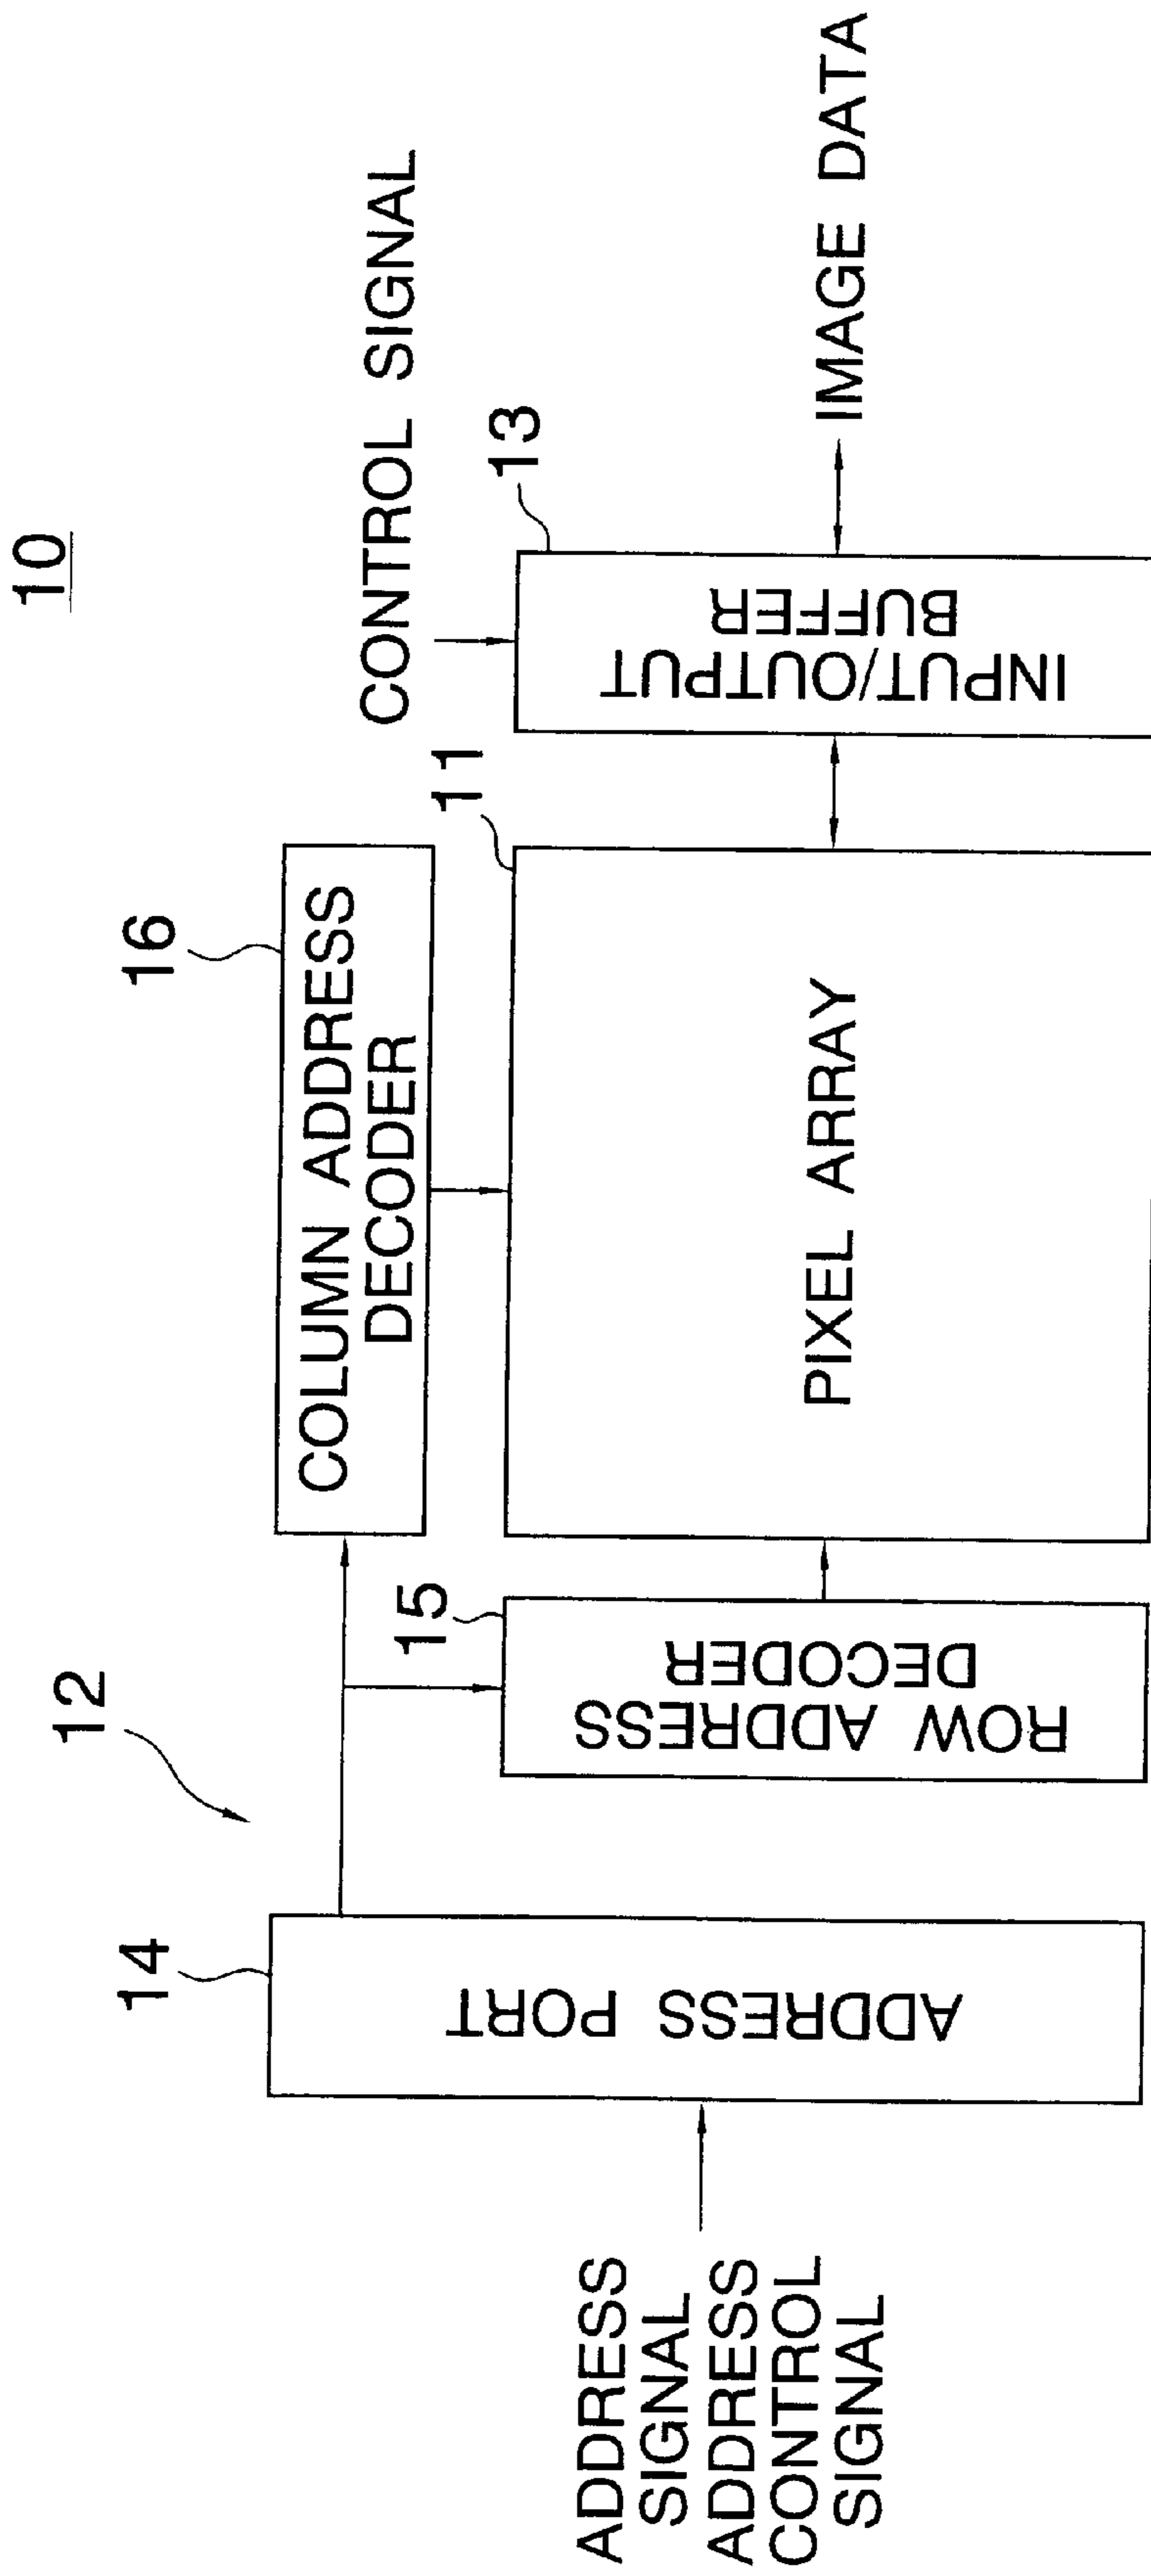 10
12
14
ADDRESS
SIGNAL
ADDRESS
CONTROL
SIGNAL
ADDRESS PORT
15
ROW ADDRESS
DECODER
16
COLUMN ADDRESS
DECODER
11
PIXEL ARRAY
CONTROL SIGNAL
13
INPUT/OUTPUT
BUFFER
IMAGE DATA